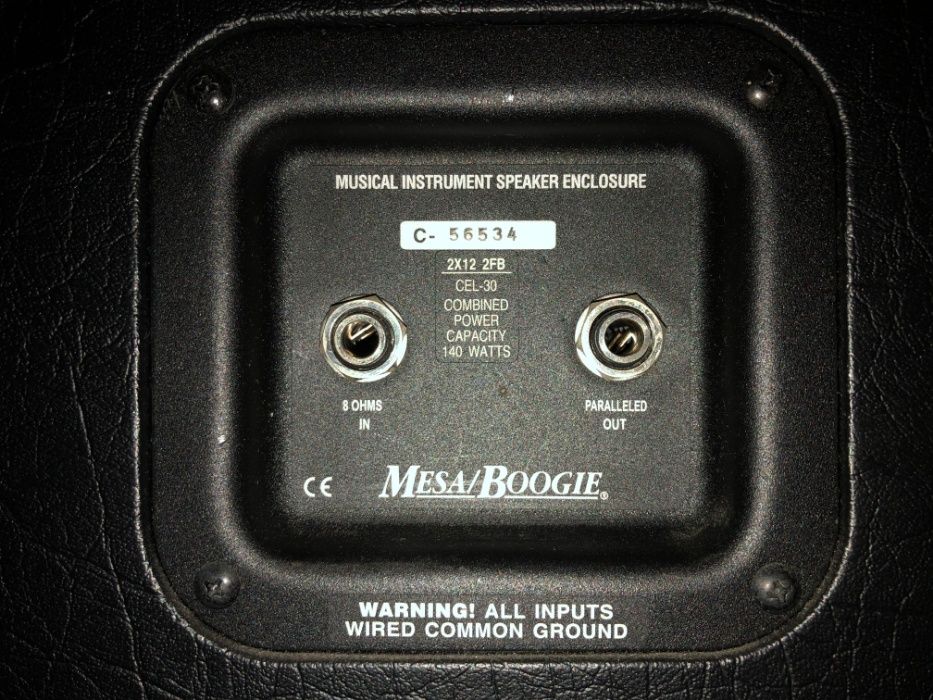 MUSICAL INSTRUMENT SPEAKER ENCLOSURE
C- 56534
2X12 2FB
CEL-30
COMBINED
POWER
CAPACITY
140 WATTS
8 OHMS
IN
PARALLELED
OUT
CE
MESA/BOOGIE®
WARNING! ALL INPUTS
WIRED COMMON GROUND